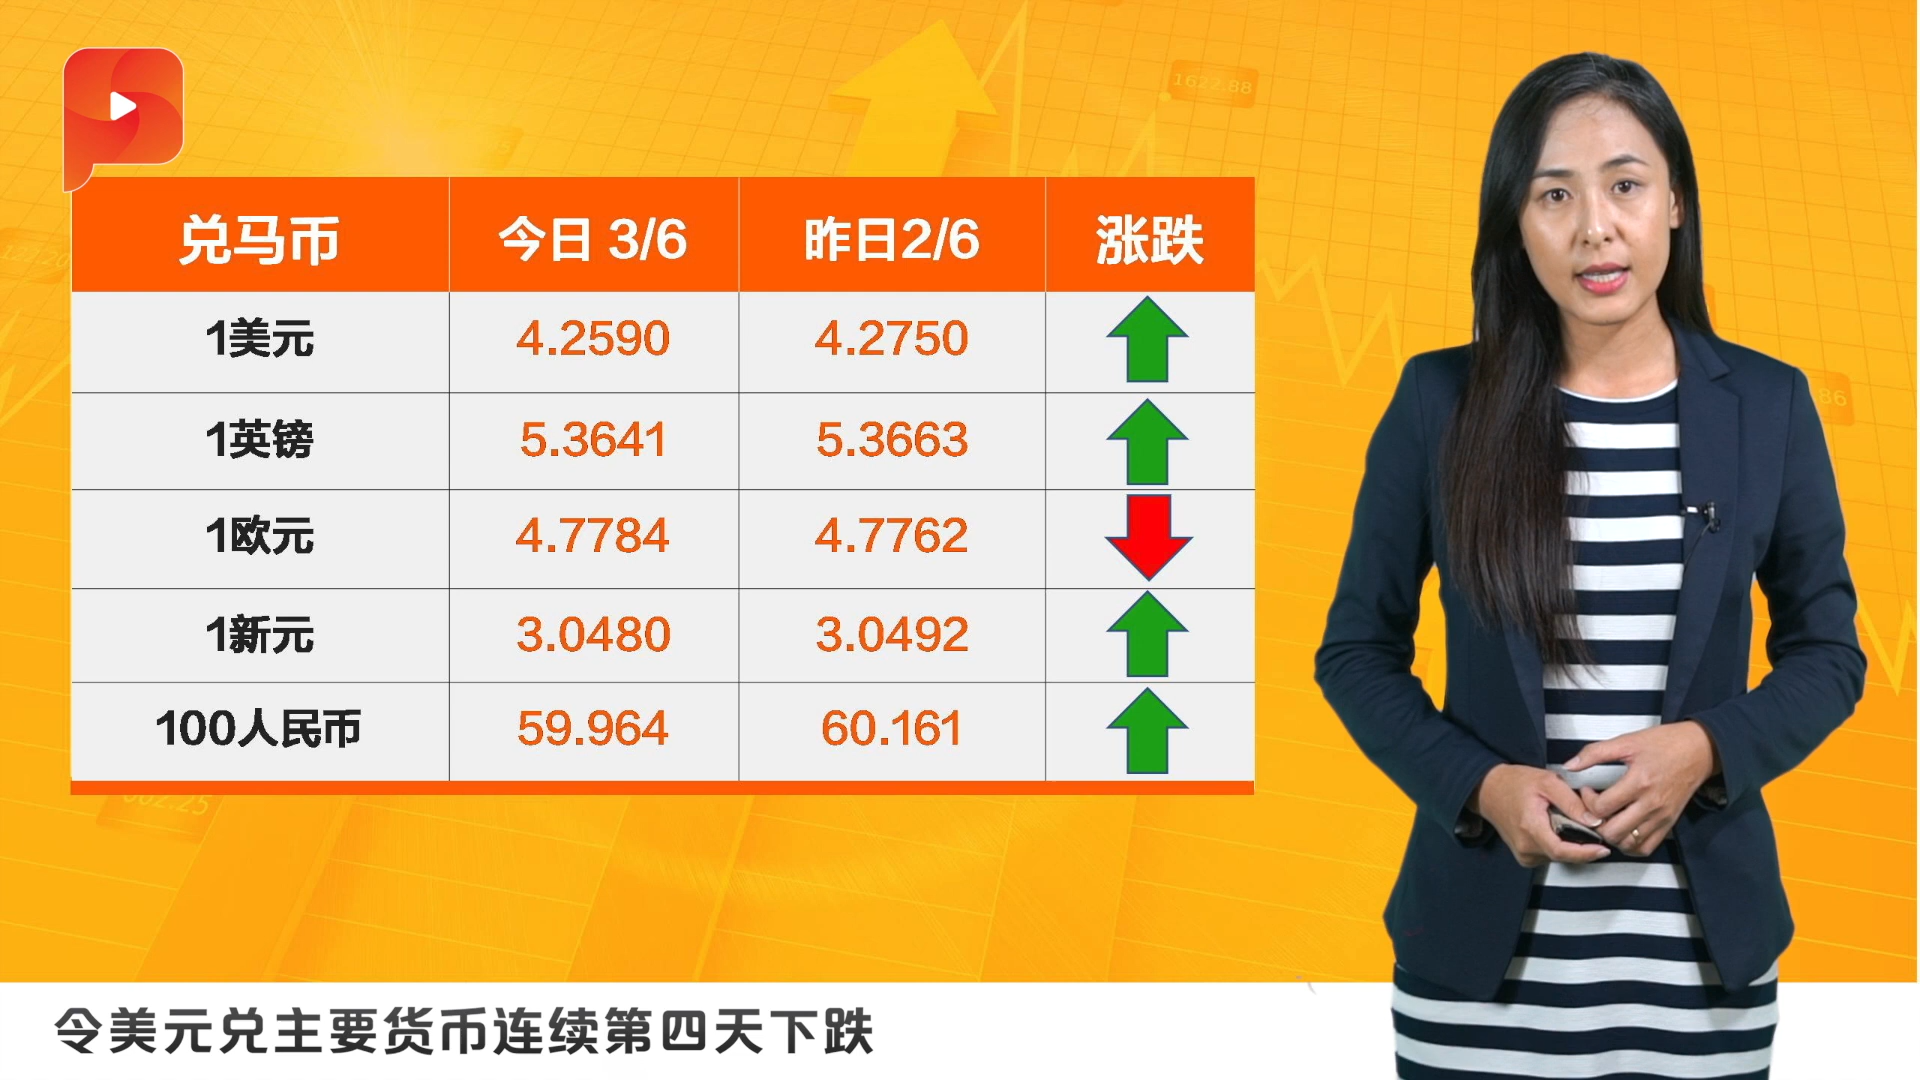 1622.88
兑马币 今日 3/6 昨日2/6 涨跌
1美元 4.2590 4.2750
1英镑 5.3641 5.3663
1欧元 4.7784 4.7762
1新元 3.0480 3.0492
100人民币 59.964 60.161
令美元兑主要货币连续第四天下跌